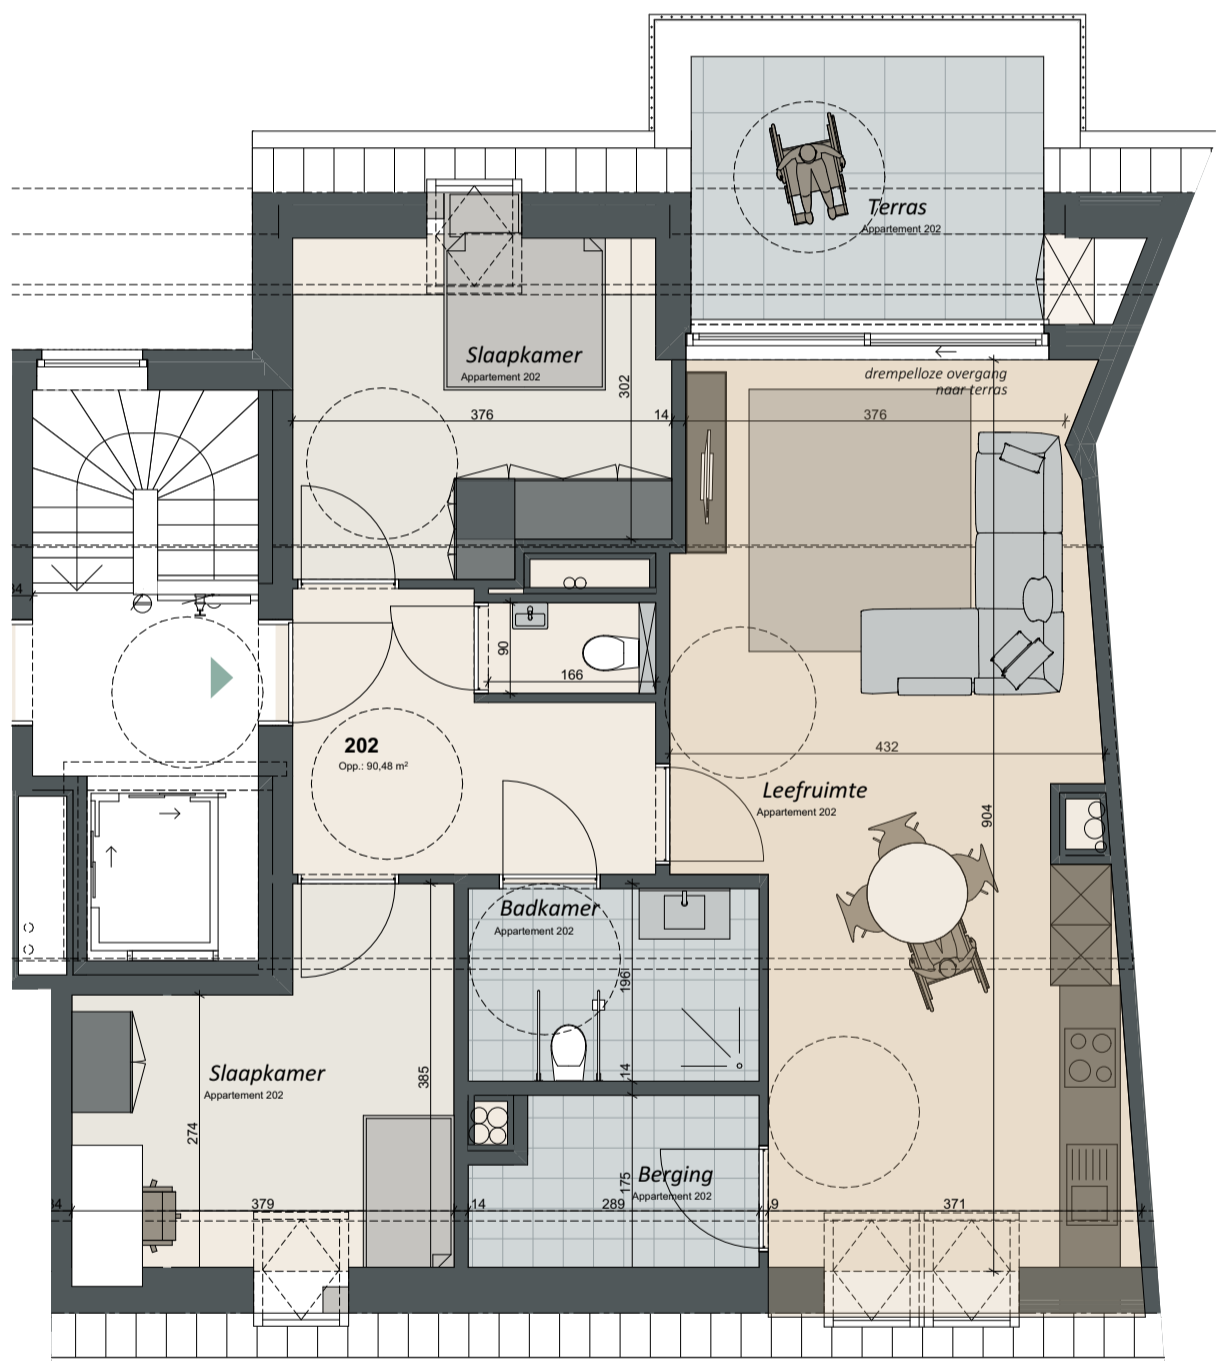 Terras
Appartement 202
Slaapkamer
Appartement 202
302
drempelloze overgang
naar terras
376
14
376
34
90
166
202
Opp.: 90,48 m²
432
Leefruimte
Appartement 202
904
Badkamer
Appartement 202
196
14
Slaapkamer
Appartement 202
385
274
Berging
Appartement 202
175
34
379
14
289
9
371